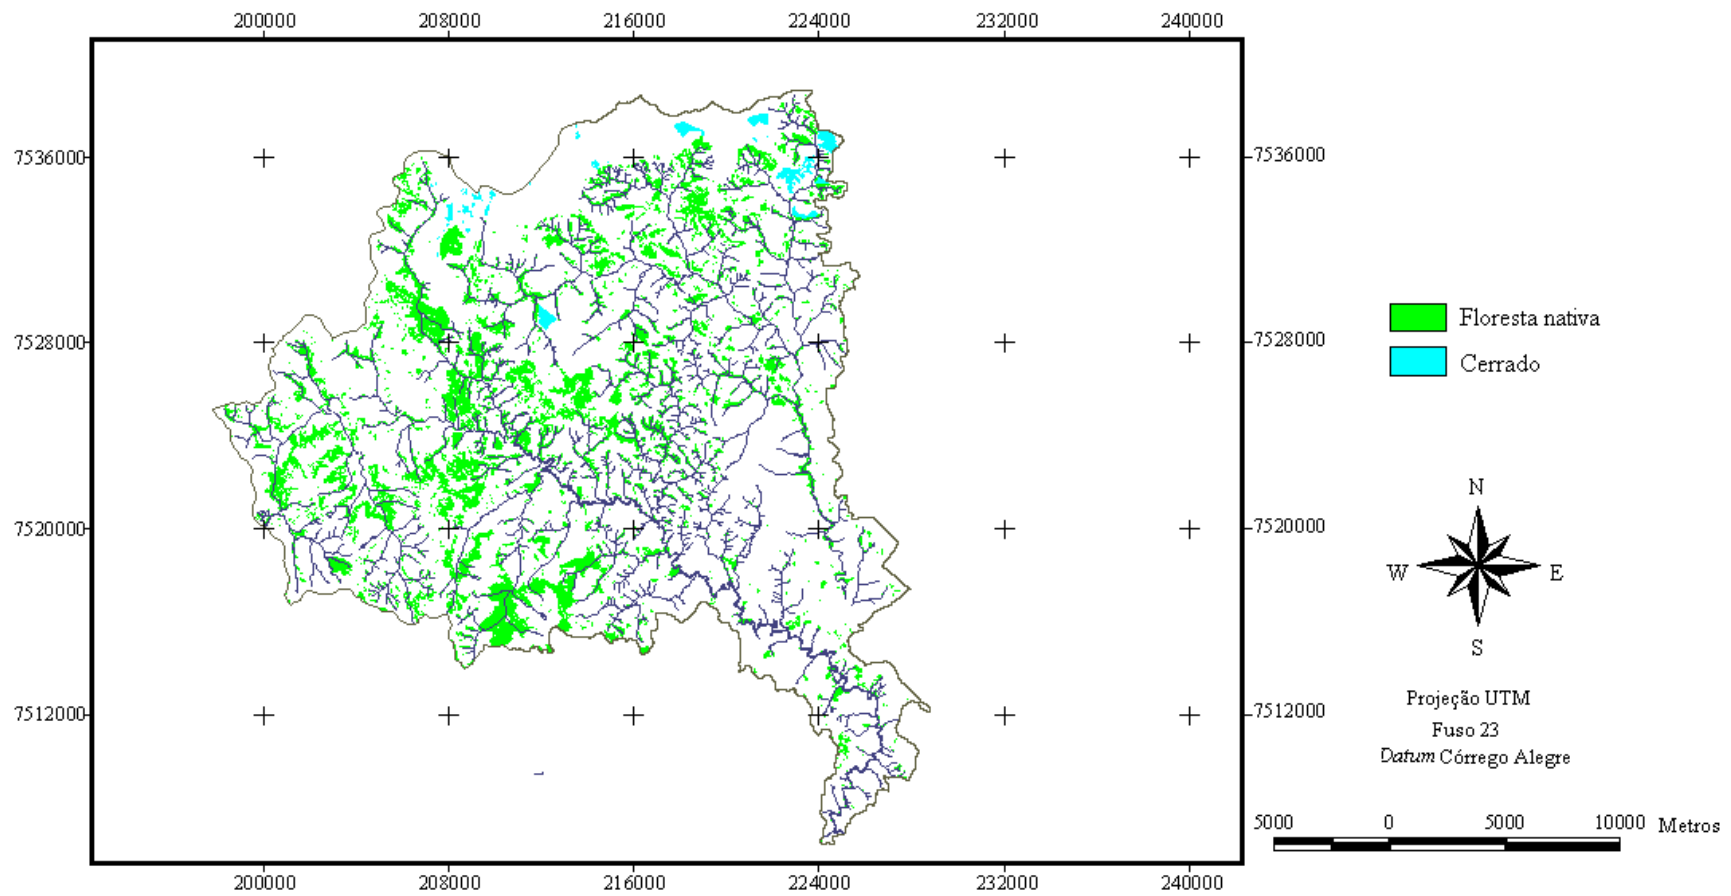 200000 208000 216000 224000 232000 240000
7536000 7536000
7528000 7528000
7520000 7520000
7512000 7512000
200000 208000 216000 224000 232000 240000
Floresta nativa
Cerrado
N
W E
S
Projeção UTM
Fuso 23
Datum Córrego Alegre
5000 0 5000 10000 Metros